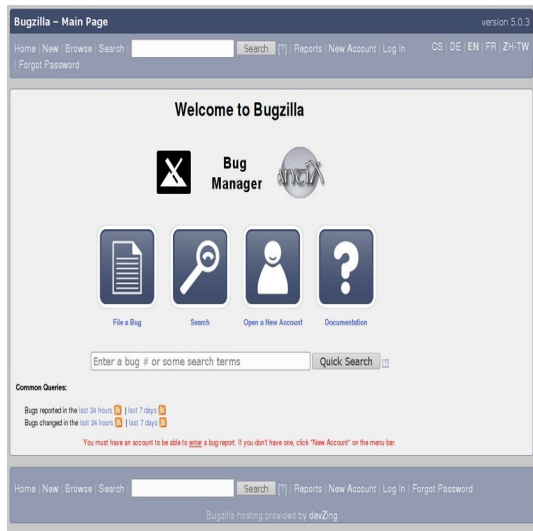 Bugzilla – Main Page version 5.0.3
Home | New | Browse | Search | Search [?] | Reports | New Account | Log In CS | DE | EN | FR | ZH-TW
| Forgot Password
Welcome to Bugzilla
Bug
Manager
antiX
File a Bug Search Open a New Account Documentation
Enter a bug # or some search terms Quick Search [?]
Common Queries:
Bugs reported in the last 24 hours | last 7 days
Bugs changed in the last 24 hours | last 7 days
You must have an account to be able to enter a bug report. If you don't have one, click "New Account" on the menu bar.
Home | New | Browse | Search | Search [?] | Reports | New Account | Log In | Forgot Password
Bugzilla hosting provided by devZing